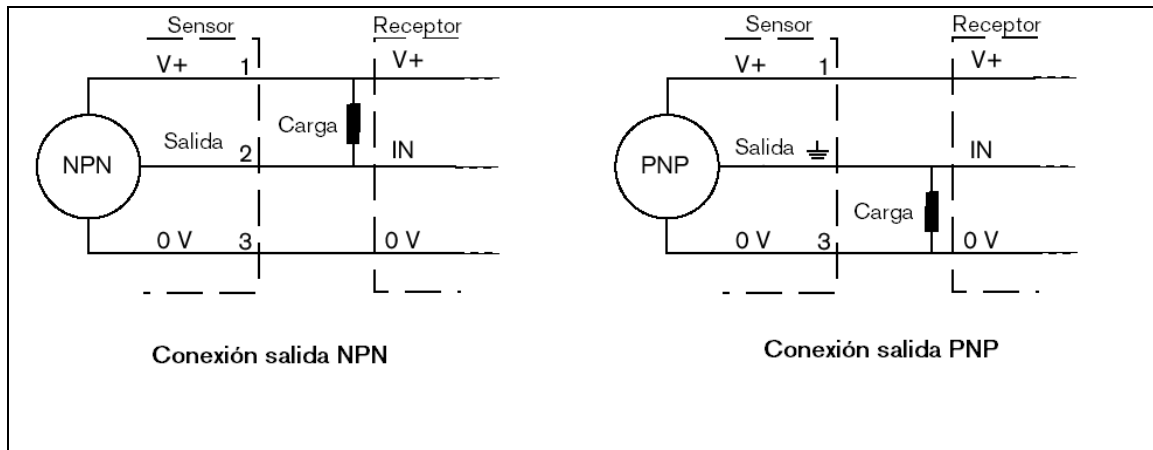 Sensor
Receptor
V+ 1
V+
Carga
Salida 2
IN
NPN
0 V 3
0 V
Conexión salida NPN
Sensor
Receptor
V+ 1
V+
Salida
IN
PNP
Carga
0 V 3
0 V
Conexión salida PNP